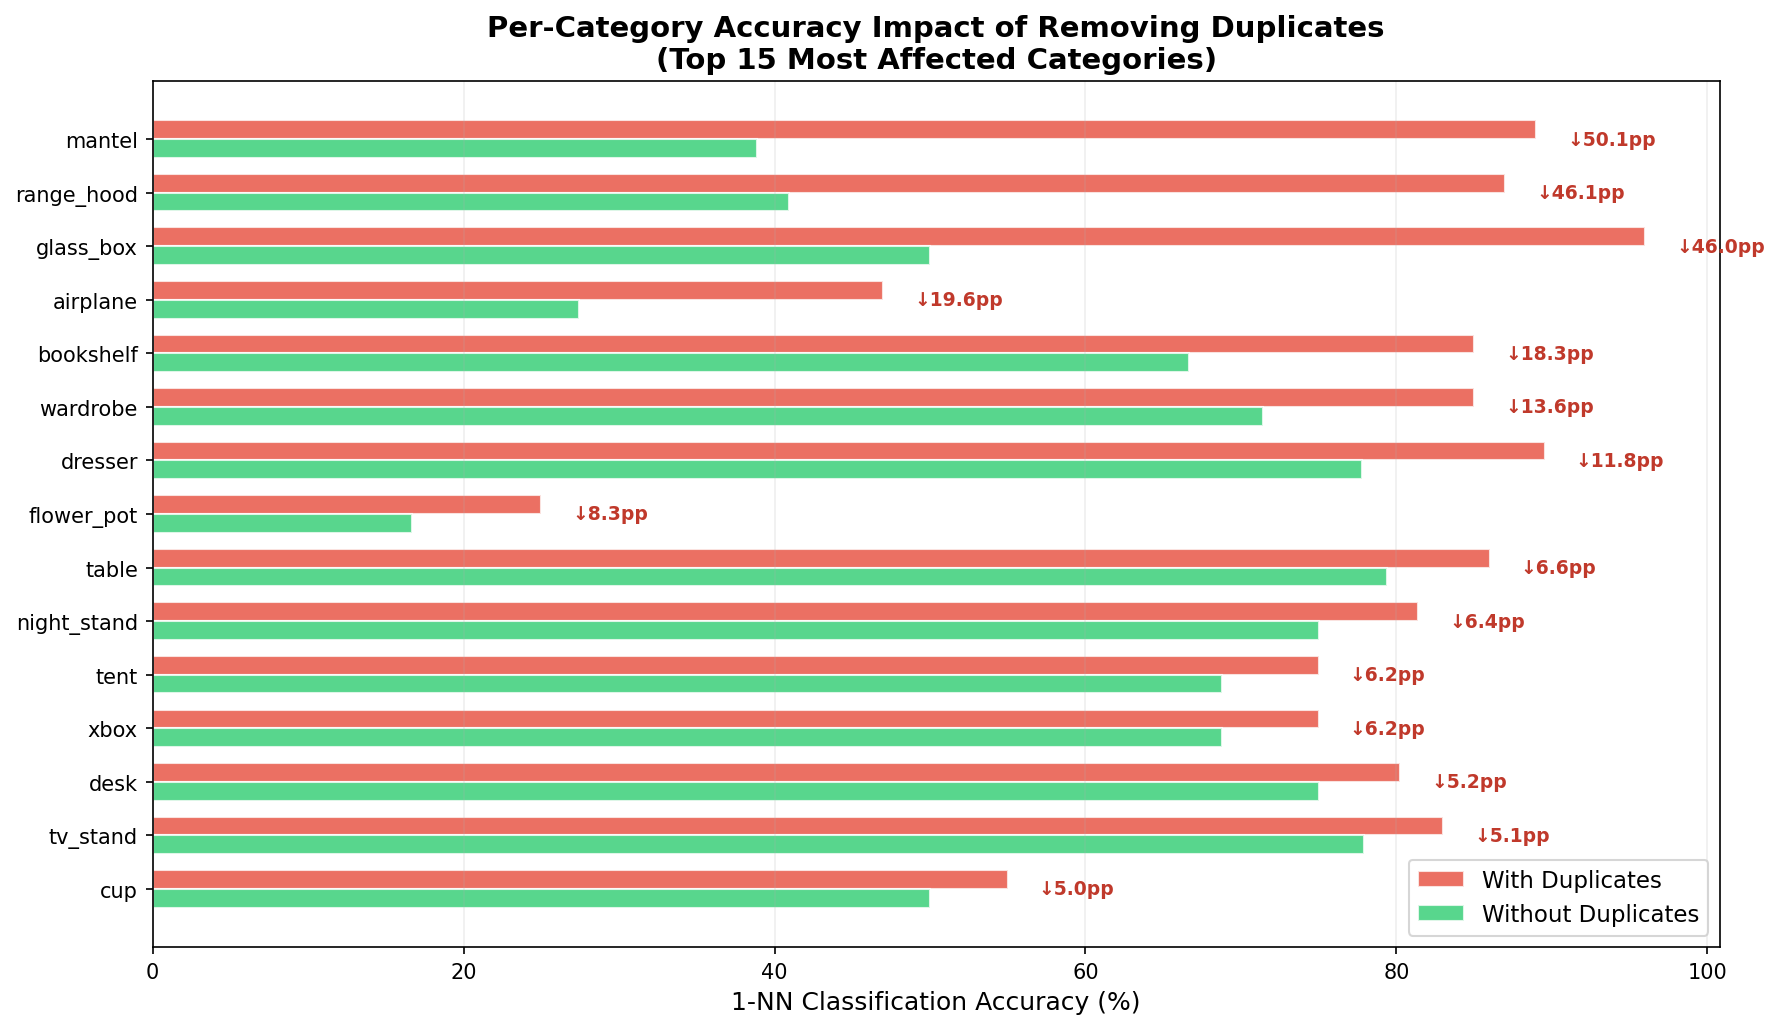 Per-Category Accuracy Impact of Removing Duplicates
(Top 15 Most Affected Categories)
mantel
↓50.1pp
range_hood
↓46.1pp
glass_box
↓46.0pp
airplane
↓19.6pp
bookshelf
↓18.3pp
wardrobe
↓13.6pp
dresser
↓11.8pp
flower_pot
↓8.3pp
table
↓6.6pp
night_stand
↓6.4pp
tent
↓6.2pp
xbox
↓6.2pp
desk
↓5.2pp
tv_stand
↓5.1pp
cup
↓5.0pp
With Duplicates
Without Duplicates
0 20 40 60 80 100
1-NN Classification Accuracy (%)